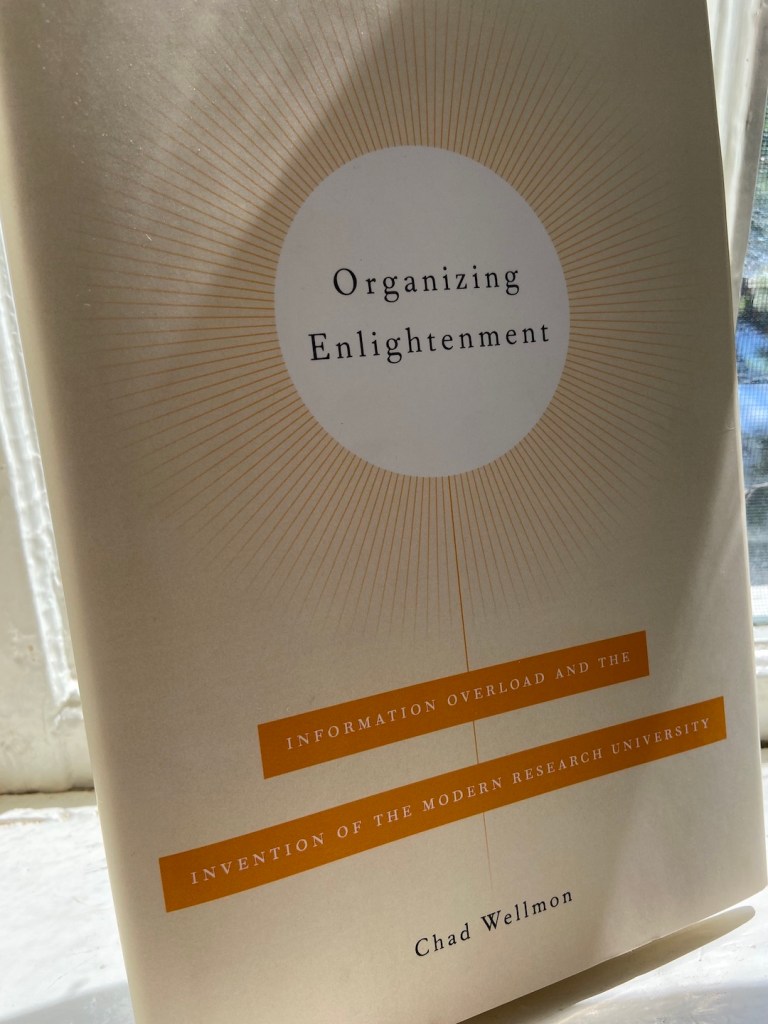 Organizing
Enlightenment
INFORMATION OVERLOAD AND THE
INVENTION OF THE MODERN RESEARCH UNIVERSITY
Chad Wellmon